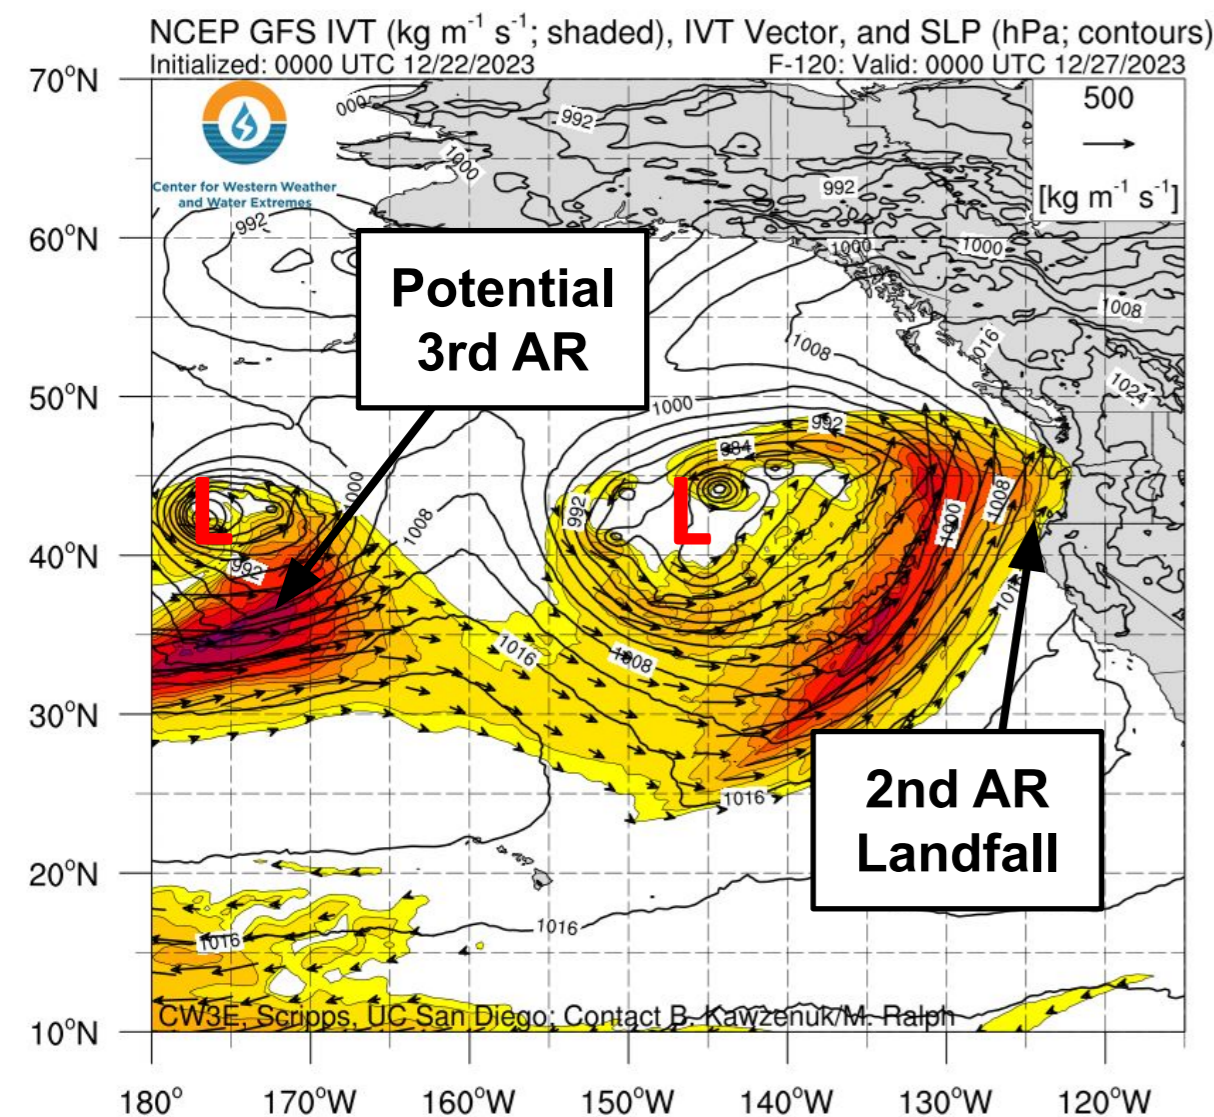 NCEP GFS IVT (kg m⁻¹ s⁻¹; shaded), IVT Vector, and SLP (hPa; contours)
Initialized: 0000 UTC 12/22/2023
F-120: Valid: 0000 UTC 12/27/2023
70°N
500
[kg m⁻¹ s⁻¹]
Center for Western Weather
and Water Extremes
000
992
1000
992
992
60°N
1000
1000
Potential
3rd AR
1008
1016
1008
1024
50°N
1000
992
984
1000
L
L
992
1008
1008
1000
40°N
992
1016
1008
30°N
1016
2nd AR
Landfall
20°N
1016
1016
CW3E, Scripps, UC San Diego; Contact B. Kawzenuk/M. Ralph
10°N
180°
170°W
160°W
150°W
140°W
130°W
120°W